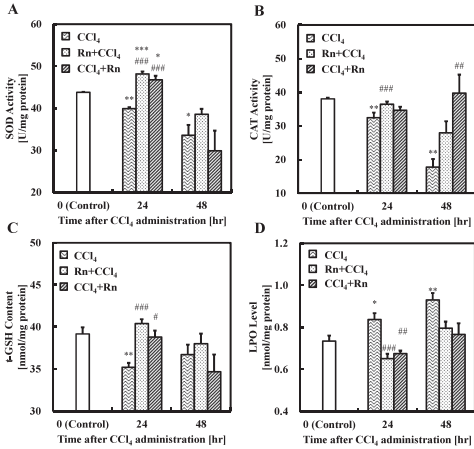 A
SOD Activity
[U/mg protein]
60
50
40
30
20
CCl4
Rn+CCl4
CCl4+Rn
**
***
###
*
###
*
0 (Control)
24
48
Time after CCl4 administration [hr]
B
CAT Activity
[U/mg protein]
60
50
40
30
20
10
CCl4
Rn+CCl4
CCl4+Rn
**
###
**
##
0 (Control)
24
48
Time after CCl4 administration [hr]
C
t-GSH Content
[nmol/mg protein]
45
40
35
30
CCl4
Rn+CCl4
CCl4+Rn
**
###
#
0 (Control)
24
48
Time after CCl4 administration [hr]
D
LPO Level
[nmol/mg protein]
1.2
1.0
0.8
0.6
0.4
CCl4
Rn+CCl4
CCl4+Rn
*
###
##
**
0 (Control)
24
48
Time after CCl4 administration [hr]